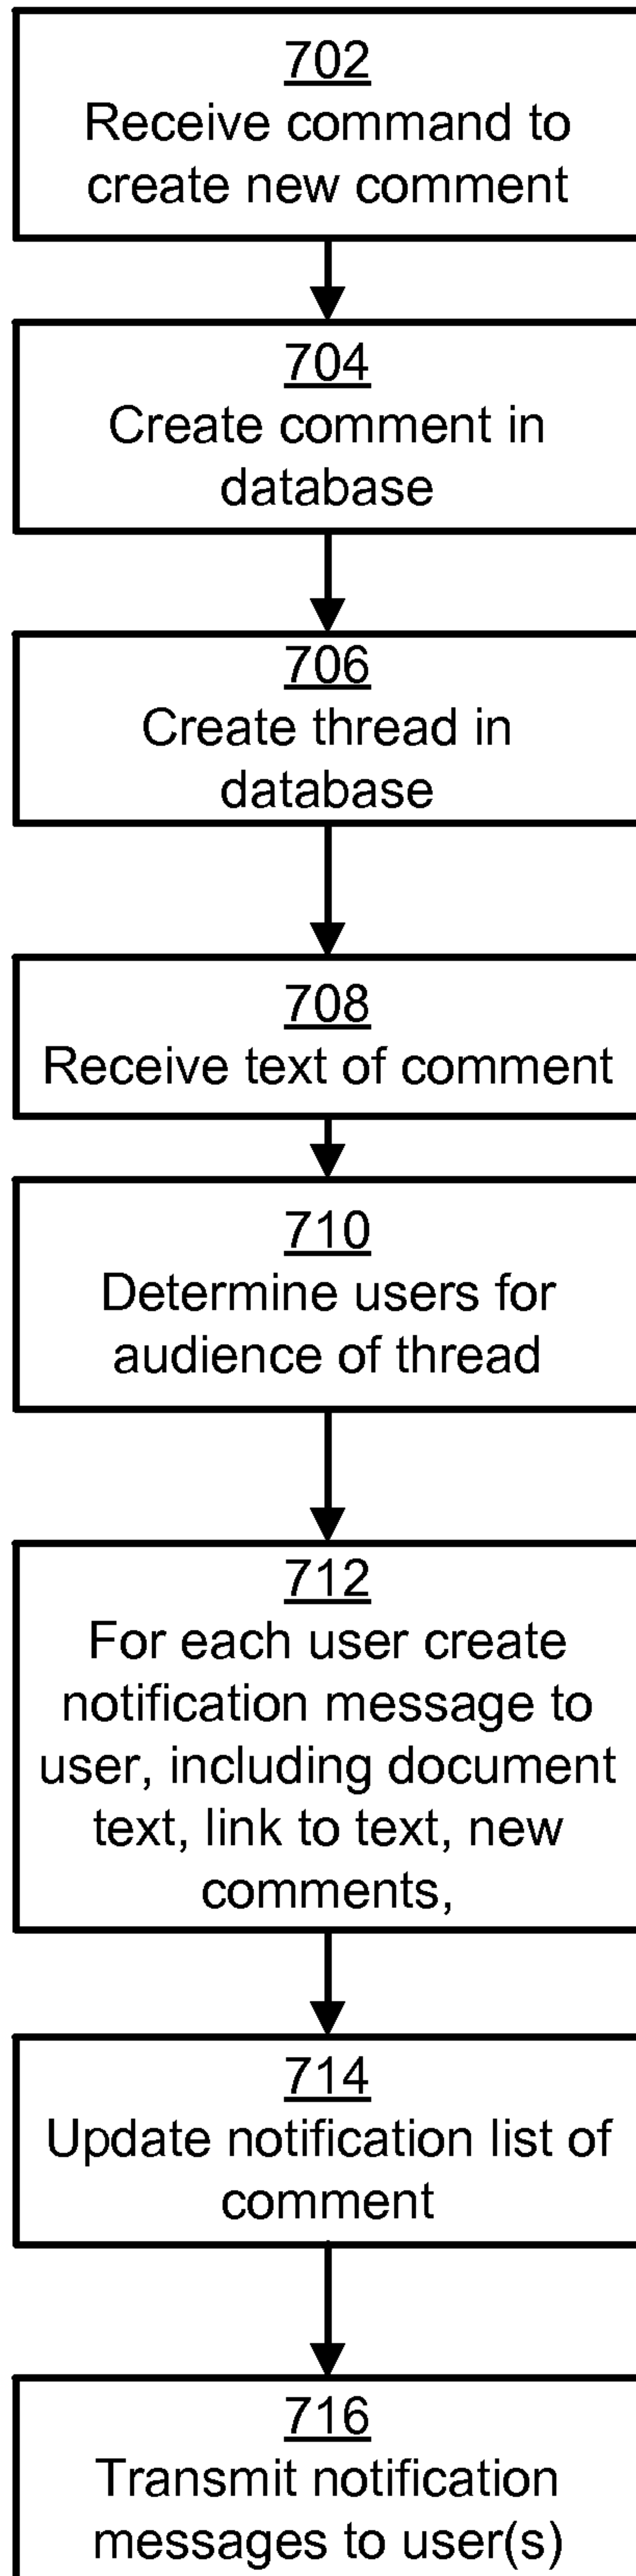 702
Receive command to
create new comment
704
Create comment in
database
706
Create thread in
database
708
Receive text of comment
710
Determine users for
audience of thread
712
For each user create
notification message to
user, including document
text, link to text, new
comments,
714
Update notification list of
comment
716
Transmit notification
messages to user(s)